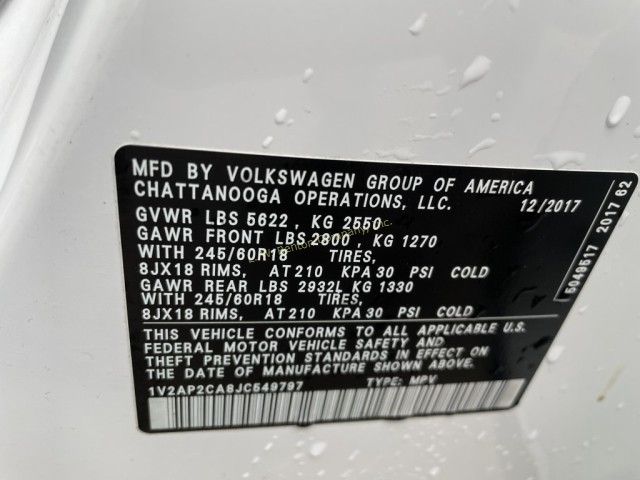 MFD BY VOLKSWAGEN GROUP OF AMERICA
CHATTANOOGA OPERATIONS, LLC. 12/2017
GVWR LBS 5622 , KG 2550
GAWR FRONT LBS 2800 , KG 1270
WITH 245/60R18 TIRES,
8JX18 RIMS, AT 210 KPA 30 PSI COLD
GAWR REAR LBS 2932L KG 1330
WITH 245/60R18 TIRES,
8JX18 RIMS, AT 210 KPA 30 PSI COLD
THIS VEHICLE CONFORMS TO ALL APPLICABLE U.S.
FEDERAL MOTOR VEHICLE SAFETY AND
THEFT PREVENTION STANDARDS IN EFFECT ON
THE DATE OF MANUFACTURE SHOWN ABOVE.
1V2AP2CA8JC549797 TYPE: MPV
5049517 2017 62